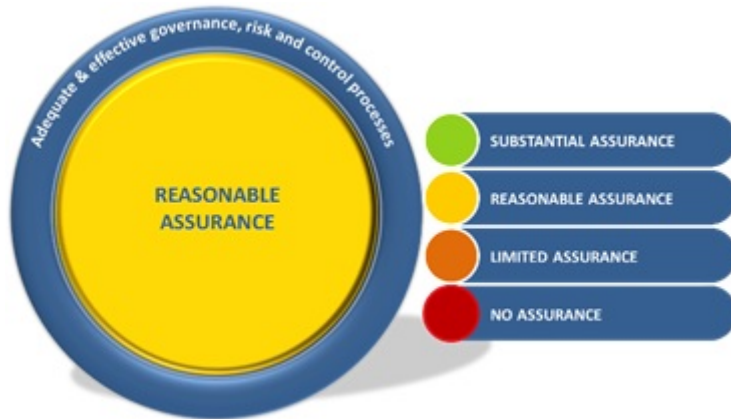 Adequate & effective governance, risk and control processes
REASONABLE
ASSURANCE
SUBSTANTIAL ASSURANCE
REASONABLE ASSURANCE
LIMITED ASSURANCE
NO ASSURANCE